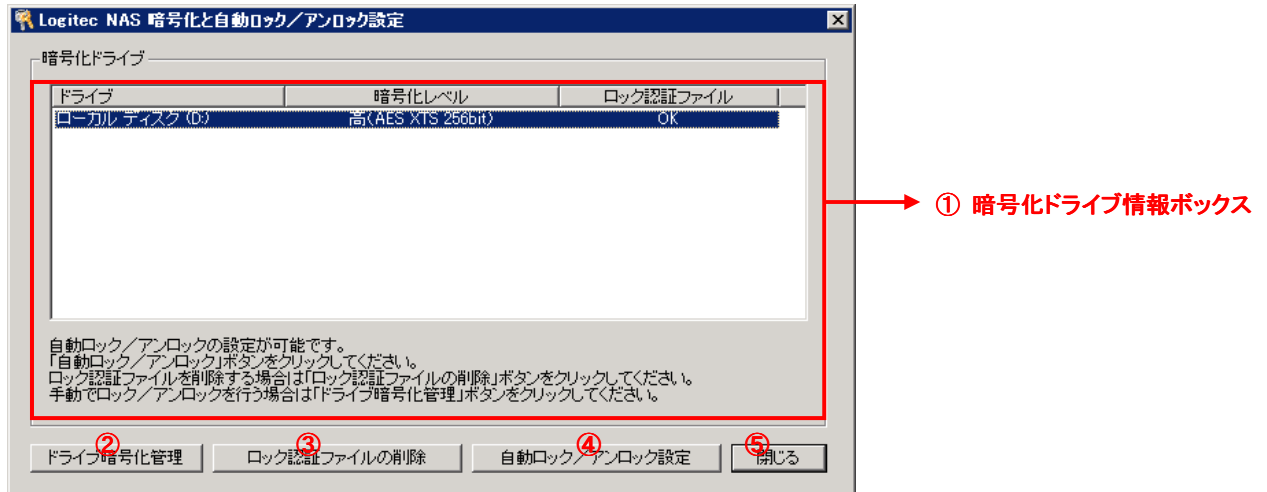 Logitec NAS 暗号化と自動ロック／アンロック設定
暗号化ドライブ
ドライブ 暗号化レベル ロック認証ファイル
ローカル ディスク (D:) 高(AES XTS 256bit) OK
① 暗号化ドライブ情報ボックス
自動ロック／アンロックの設定が可能です。
「自動ロック／アンロック」ボタンをクリックしてください。
ロック認証ファイルを削除する場合は「ロック認証ファイルの削除」ボタンをクリックしてください。
手動でロック／アンロックを行う場合は「ドライブ暗号化管理」ボタンをクリックしてください。
② ③ ④ ⑤
ドライブ暗号化管理 ロック認証ファイルの削除 自動ロック／アンロック設定 閉じる